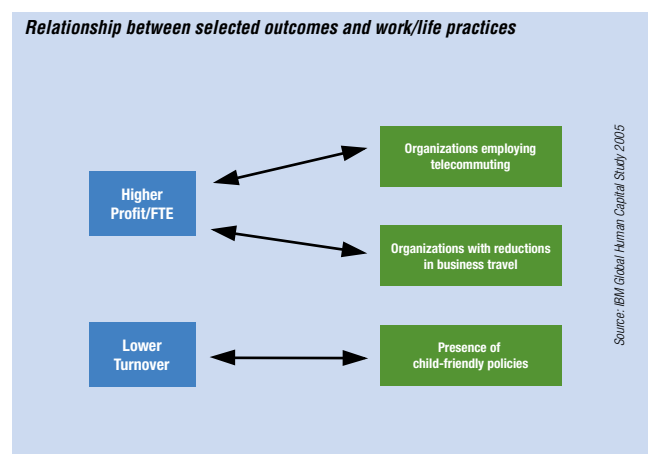 Relationship between selected outcomes and work/life practices
Organizations employing
telecommuting
Higher
Profit/FTE
Organizations with reductions
in business travel
Lower
Turnover
Presence of
child-friendly policies
Source: IBM Global Human Capital Study 2005